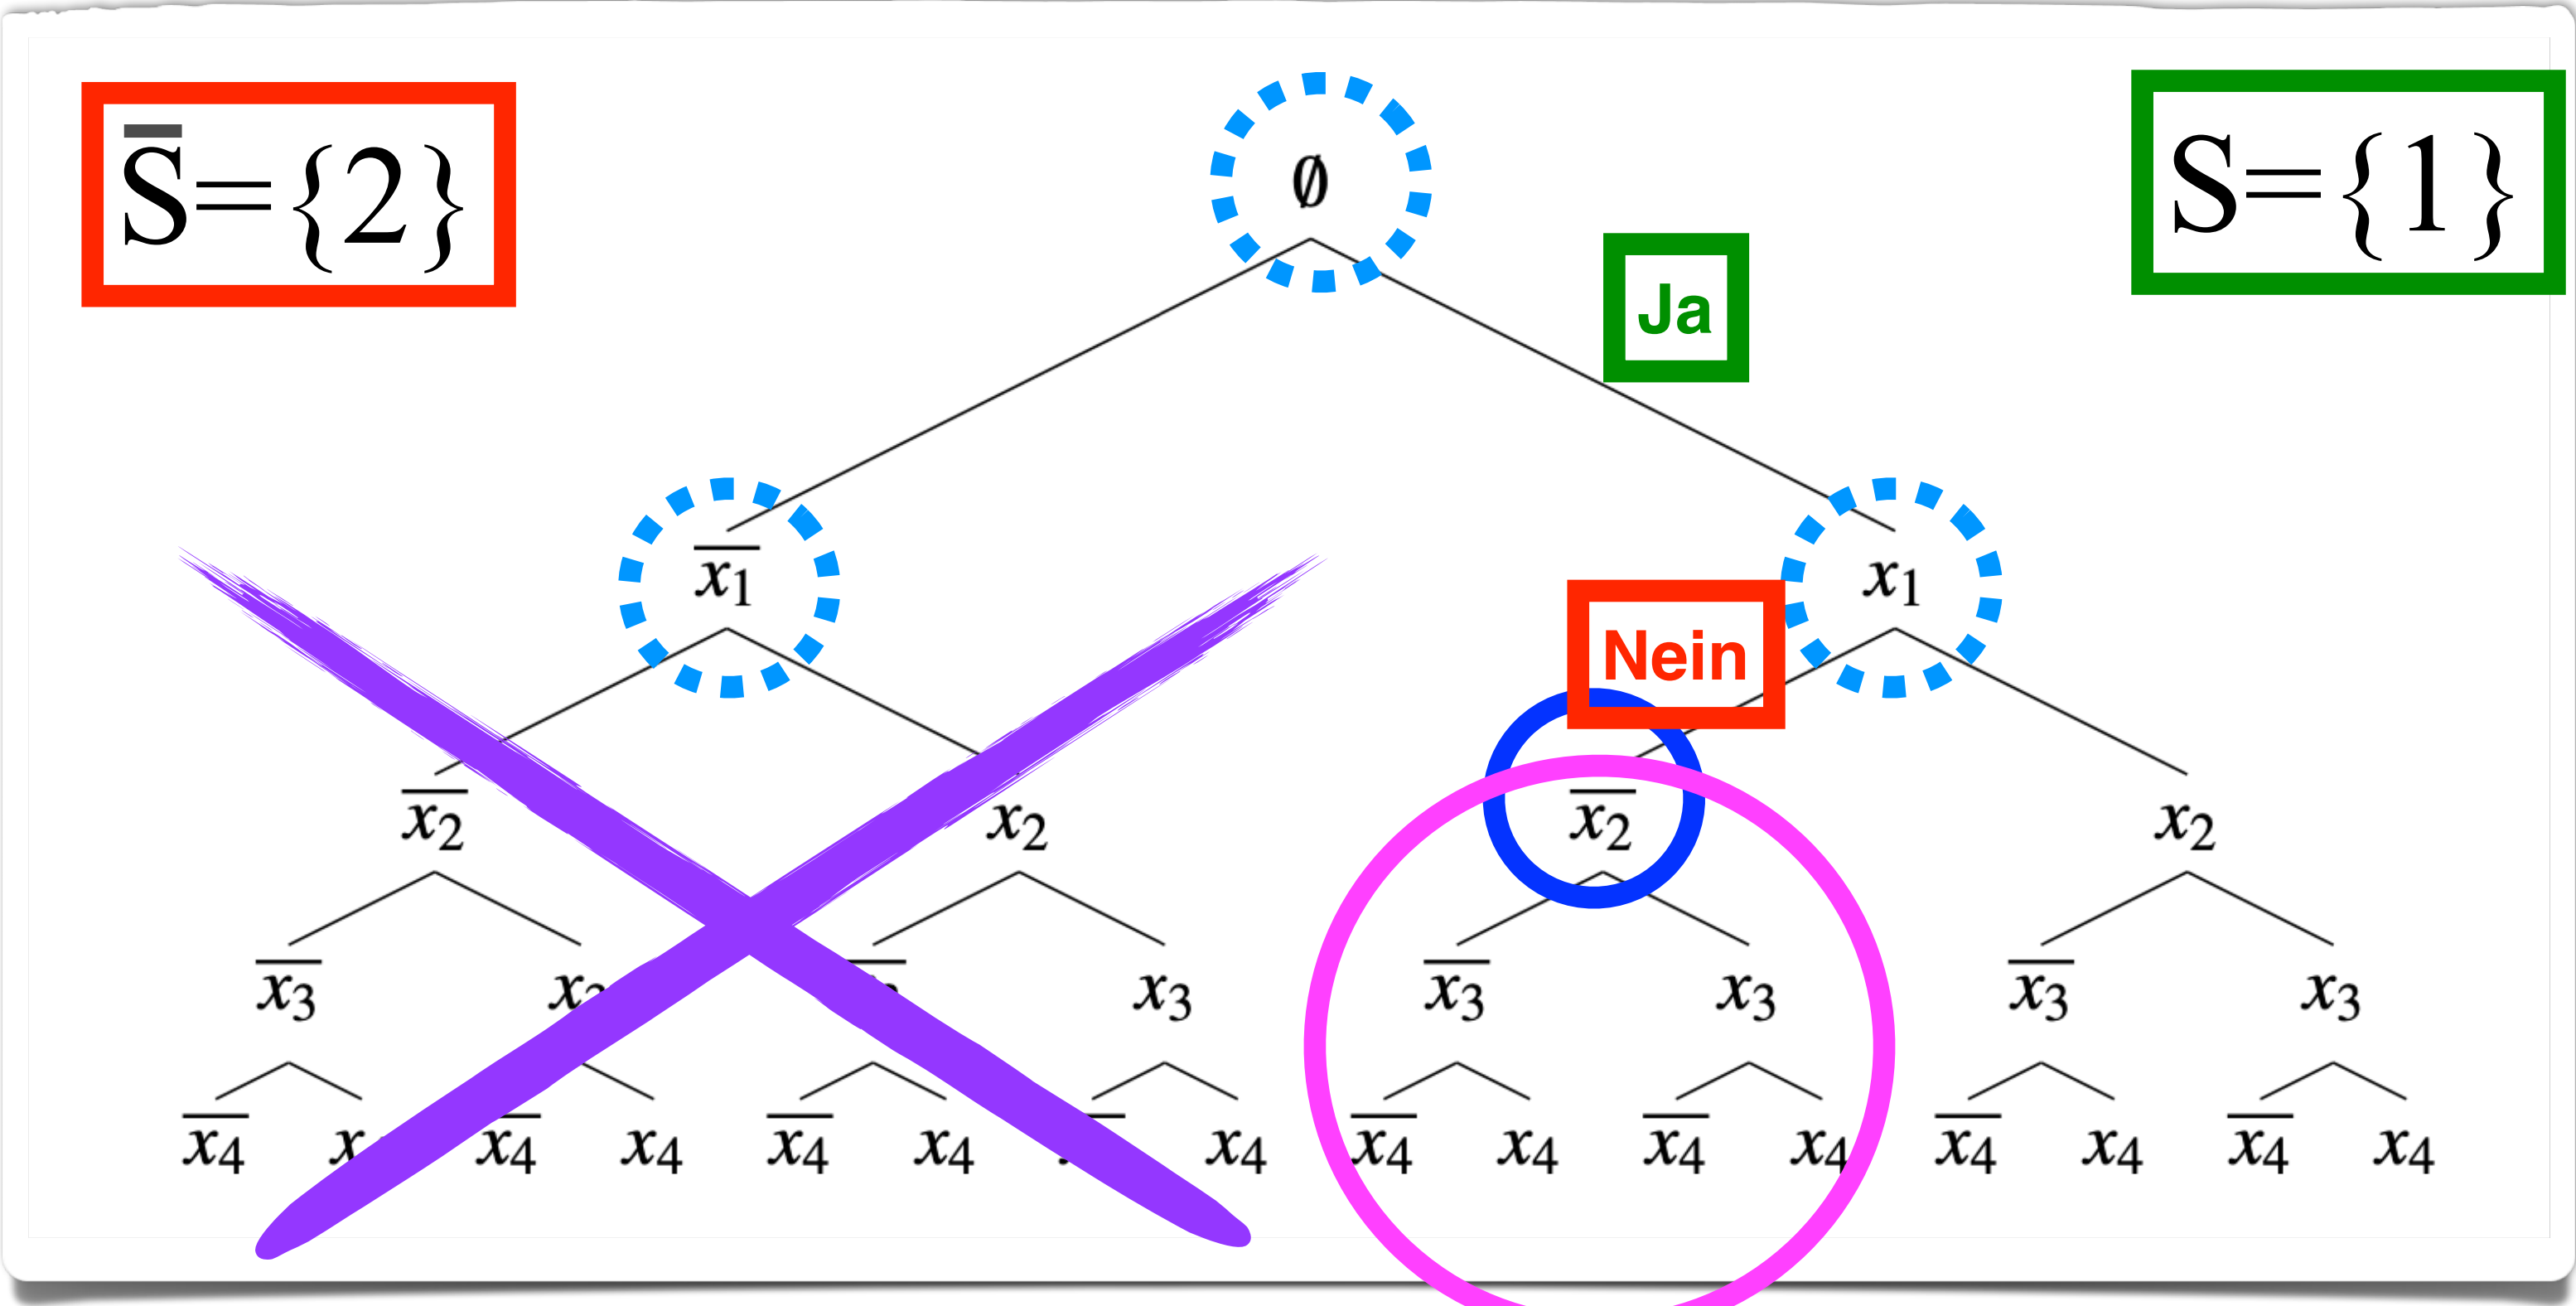 S̅={2}
∅
S={1}
Ja
x̅₁
x₁
Nein
x̅₂ x₂ x̅₂ x₂
x̅₃ x₃ x̅₃ x₃ x̅₃ x₃
x̅₄ x̅₄ x₄ x̅₄ x₄ x₄ x̅₄ x₄ x̅₄ x₄ x̅₄ x₄ x̅₄ x₄